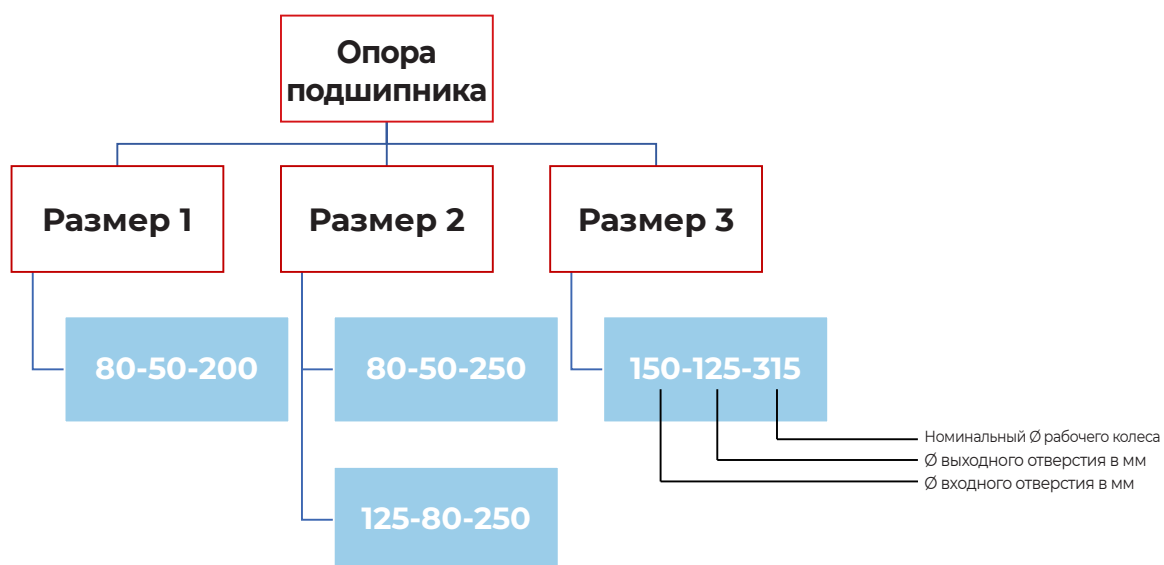 Опора
подшипника
Размер 1
Размер 2
Размер 3
80-50-200
80-50-250
150-125-315
Номинальный Ø рабочего колеса
Ø выходного отверстия в мм
Ø входного отверстия в мм
125-80-250